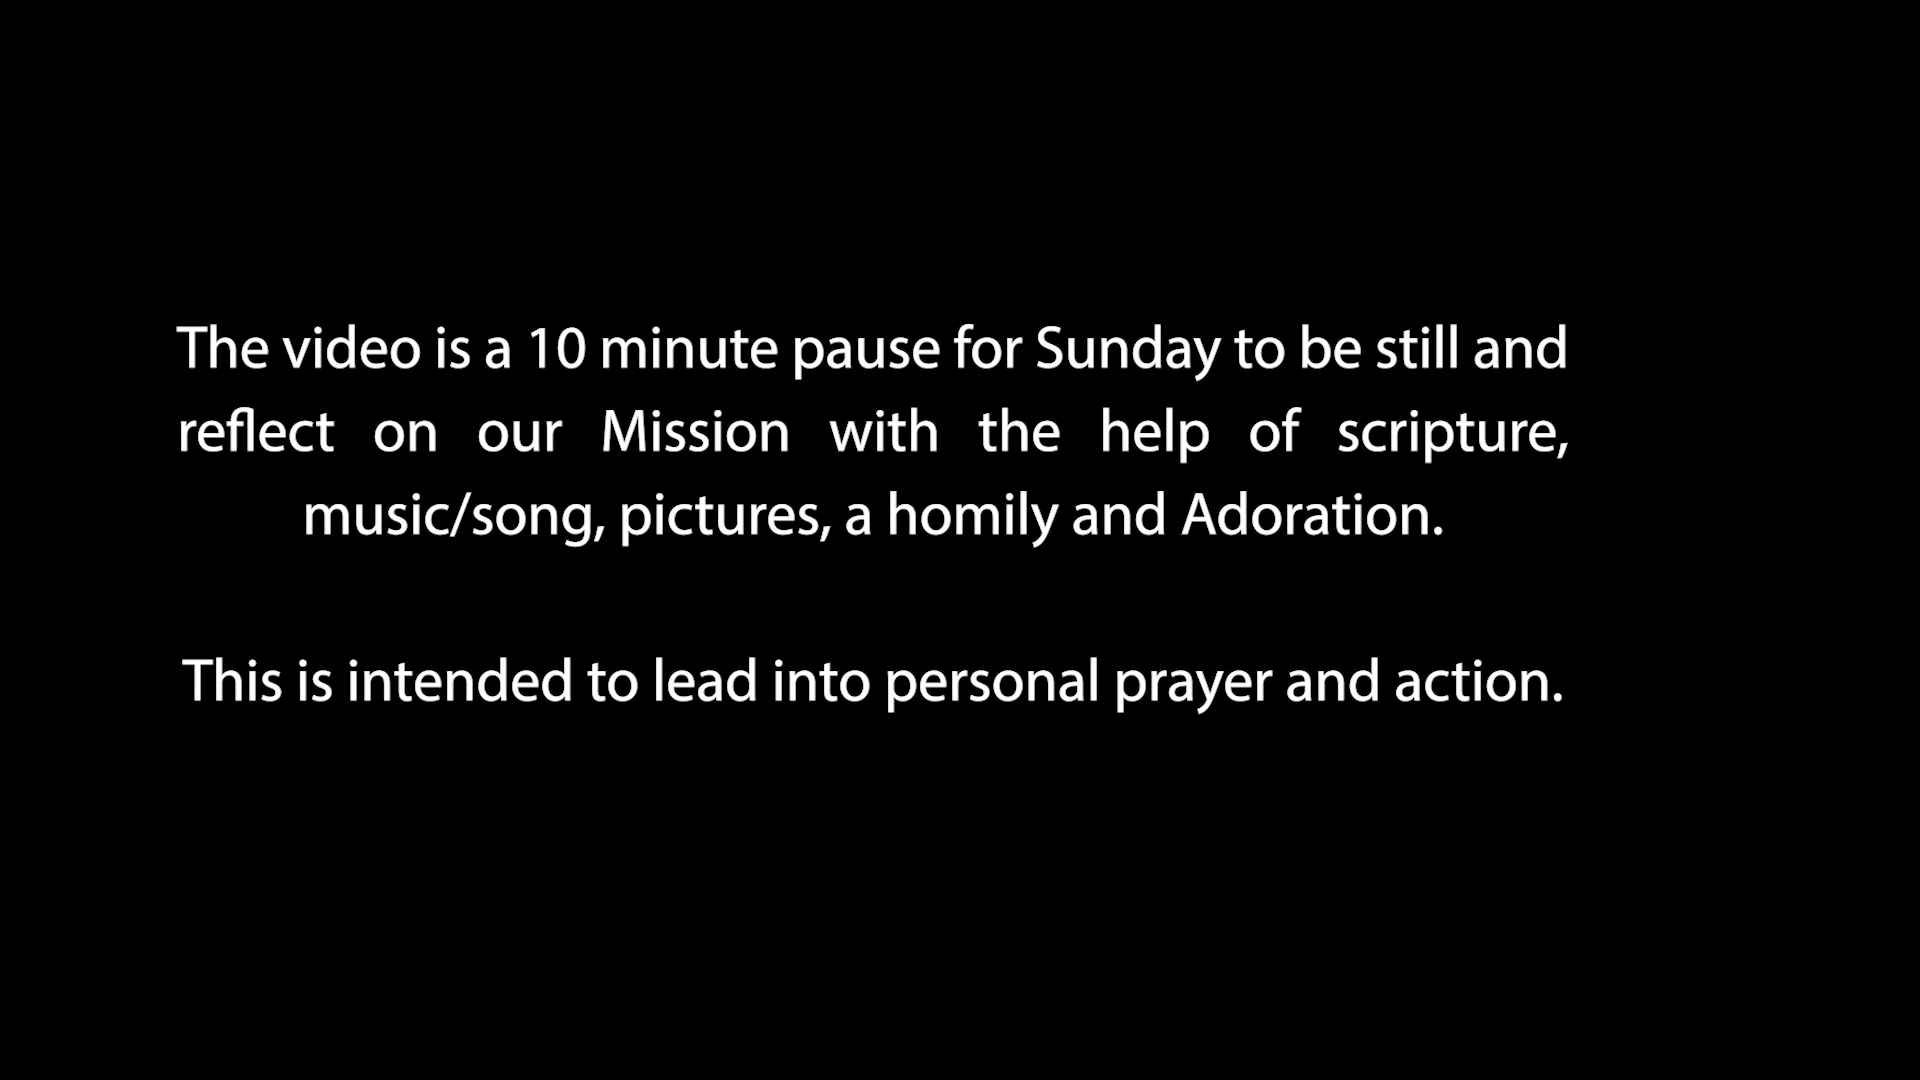 The video is a 10 minute pause for Sunday to be still and
reflect on our Mission with the help of scripture,
music/song, pictures, a homily and Adoration.
This is intended to lead into personal prayer and action.